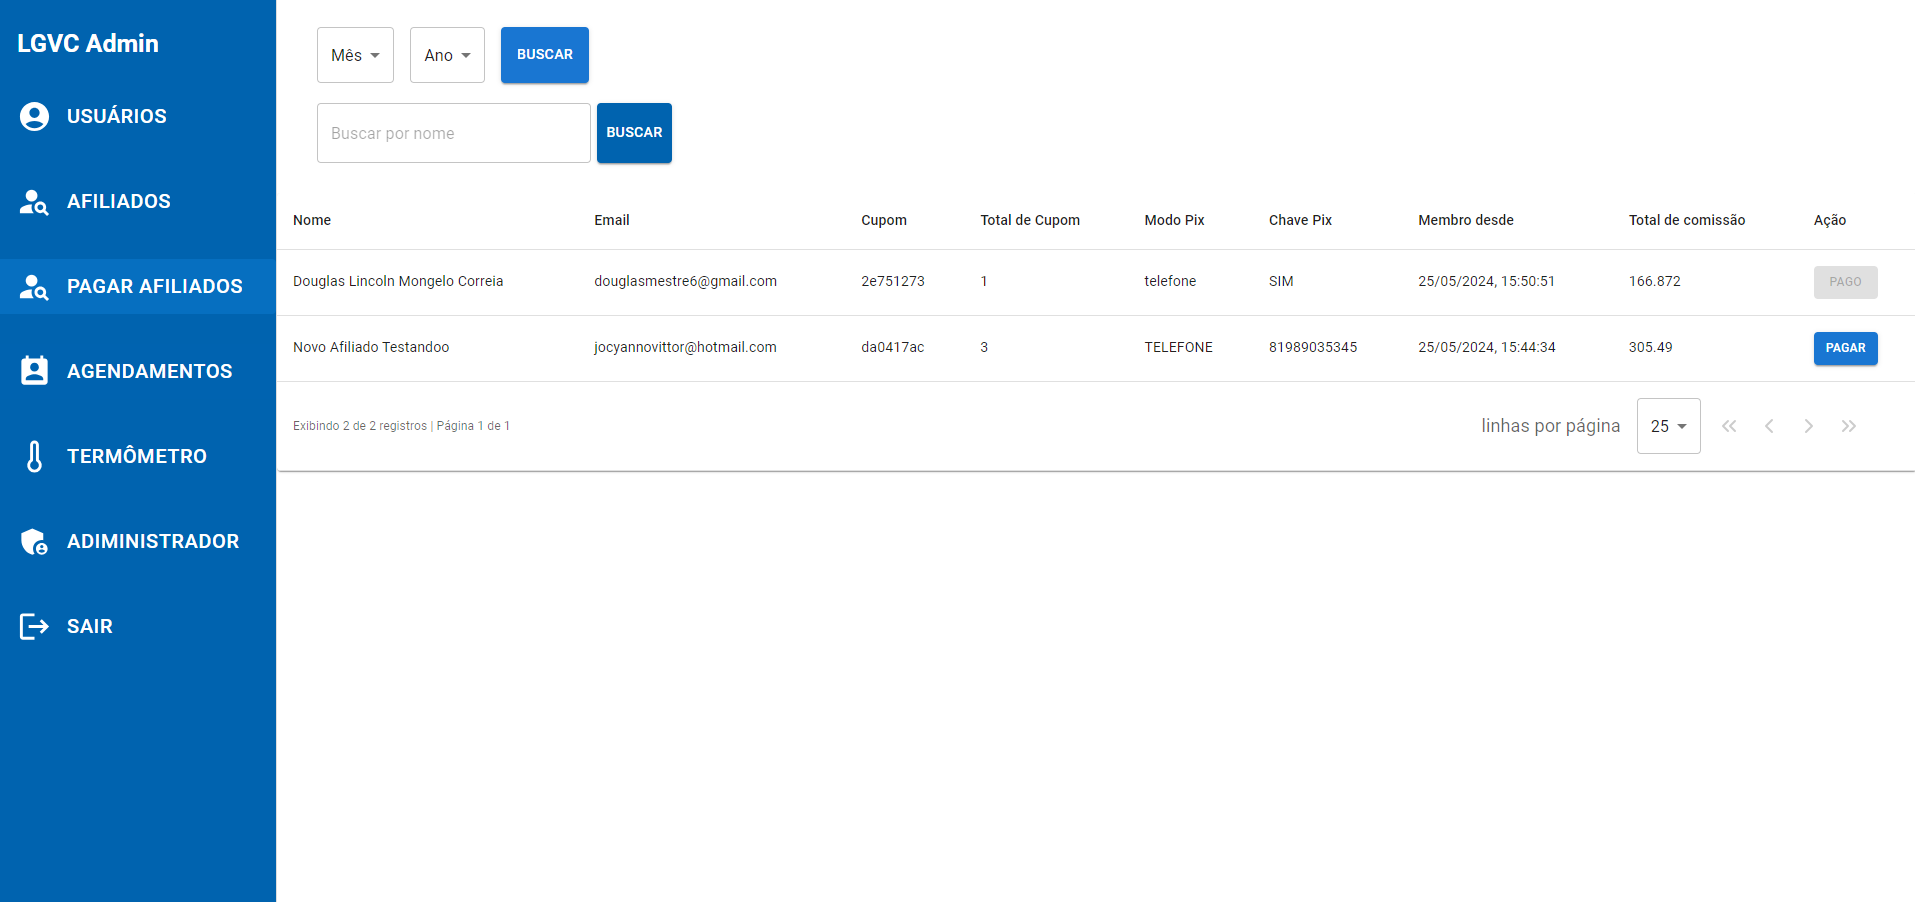 LGVC Admin
USUÁRIOS
AFILIADOS
PAGAR AFILIADOS
AGENDAMENTOS
TERMÔMETRO
ADIMINISTRADOR
SAIR
Mês Ano BUSCAR
Buscar por nome BUSCAR
Nome Email Cupom Total de Cupom Modo Pix Chave Pix Membro desde Total de comissão Ação
Douglas Lincoln Mongelo Correia douglasmestre6@gmail.com 2e751273 1 telefone SIM 25/05/2024, 15:50:51 166.872 PAGO
Novo Afiliado Testandoo jocyannovittor@hotmail.com da0417ac 3 TELEFONE 81989035345 25/05/2024, 15:44:34 305.49 PAGAR
Exibindo 2 de 2 registros | Página 1 de 1 linhas por página 25